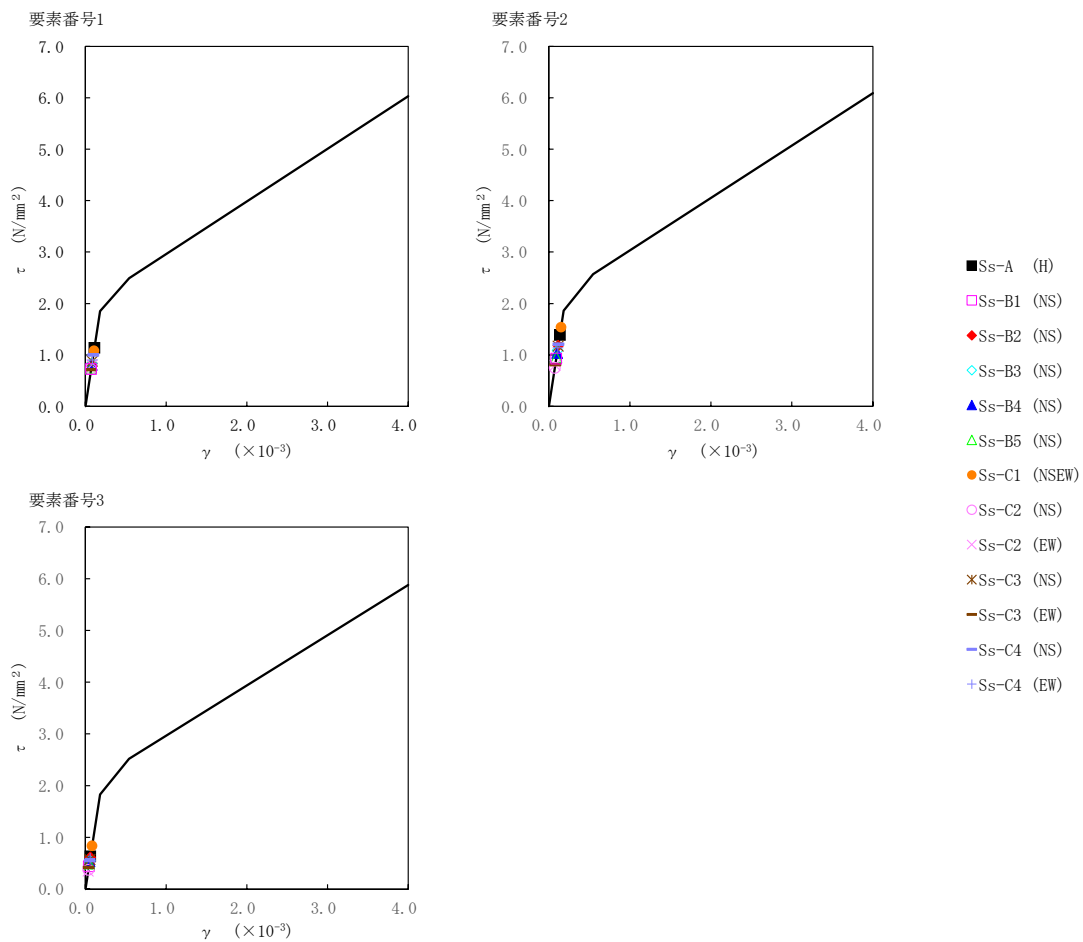 要素番号1
7.0
6.0
5.0
4.0
3.0
2.0
1.0
0.0
τ (N/mm²)
0.0 1.0 2.0 3.0 4.0
γ (×10⁻³)
要素番号2
7.0
6.0
5.0
4.0
3.0
2.0
1.0
0.0
τ (N/mm²)
0.0 1.0 2.0 3.0 4.0
γ (×10⁻³)
要素番号3
7.0
6.0
5.0
4.0
3.0
2.0
1.0
0.0
τ (N/mm²)
0.0 1.0 2.0 3.0 4.0
γ (×10⁻³)
Ss-A (H)
Ss-B1 (NS)
Ss-B2 (NS)
Ss-B3 (NS)
Ss-B4 (NS)
Ss-B5 (NS)
Ss-C1 (NSEW)
Ss-C2 (NS)
Ss-C2 (EW)
Ss-C3 (NS)
Ss-C3 (EW)
Ss-C4 (NS)
Ss-C4 (EW)